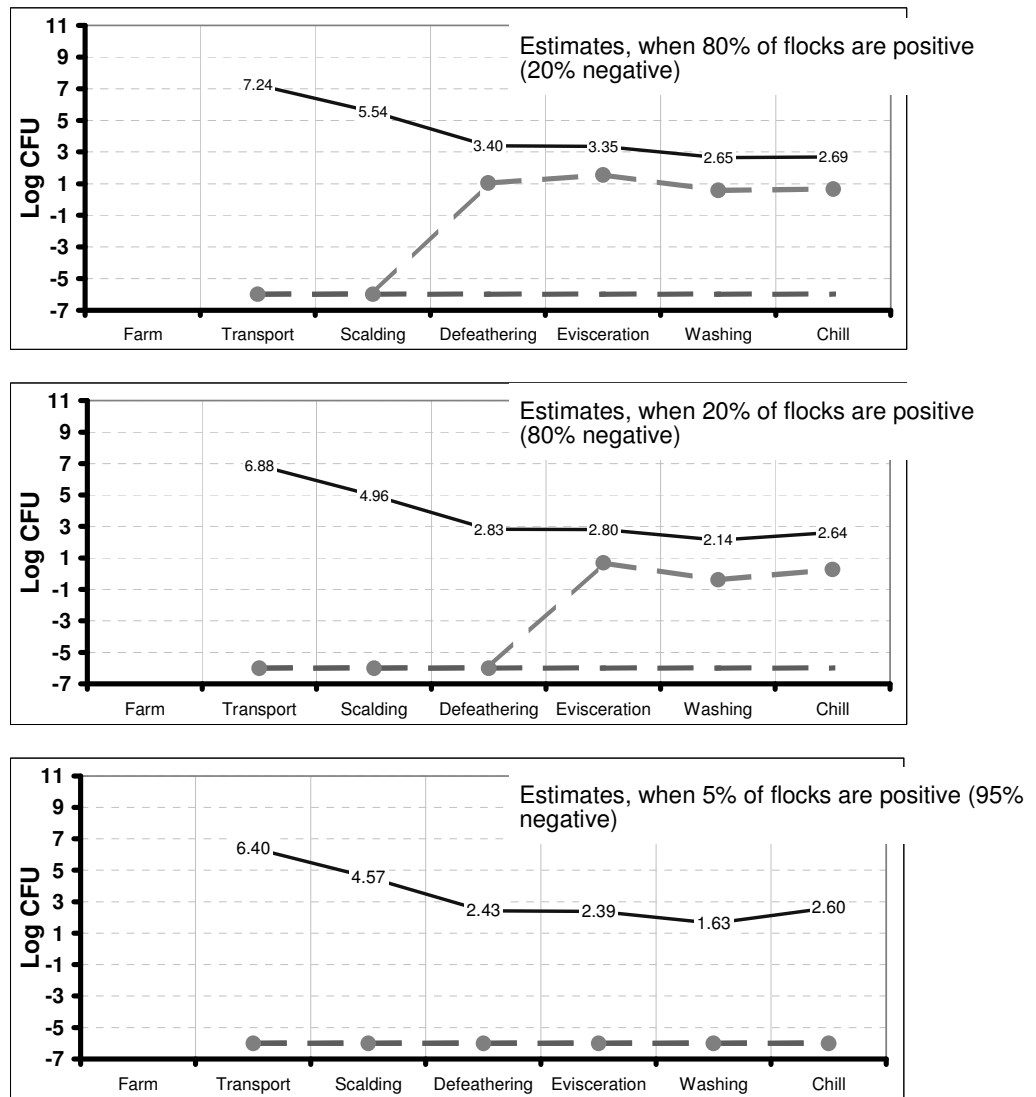 Estimates, when 80% of flocks are positive
(20% negative)
Log CFU
11
9
7
5
3
1
-1
-3
-5
-7
7.24
5.54
3.40
3.35
2.65
2.69
Farm
Transport
Scalding
Defeathering
Evisceration
Washing
Chill
Estimates, when 20% of flocks are positive
(80% negative)
Log CFU
11
9
7
5
3
1
-1
-3
-5
-7
6.88
4.96
2.83
2.80
2.14
2.64
Farm
Transport
Scalding
Defeathering
Evisceration
Washing
Chill
Estimates, when 5% of flocks are positive (95%
negative)
Log CFU
11
9
7
5
3
1
-1
-3
-5
-7
6.40
4.57
2.43
2.39
1.63
2.60
Farm
Transport
Scalding
Defeathering
Evisceration
Washing
Chill